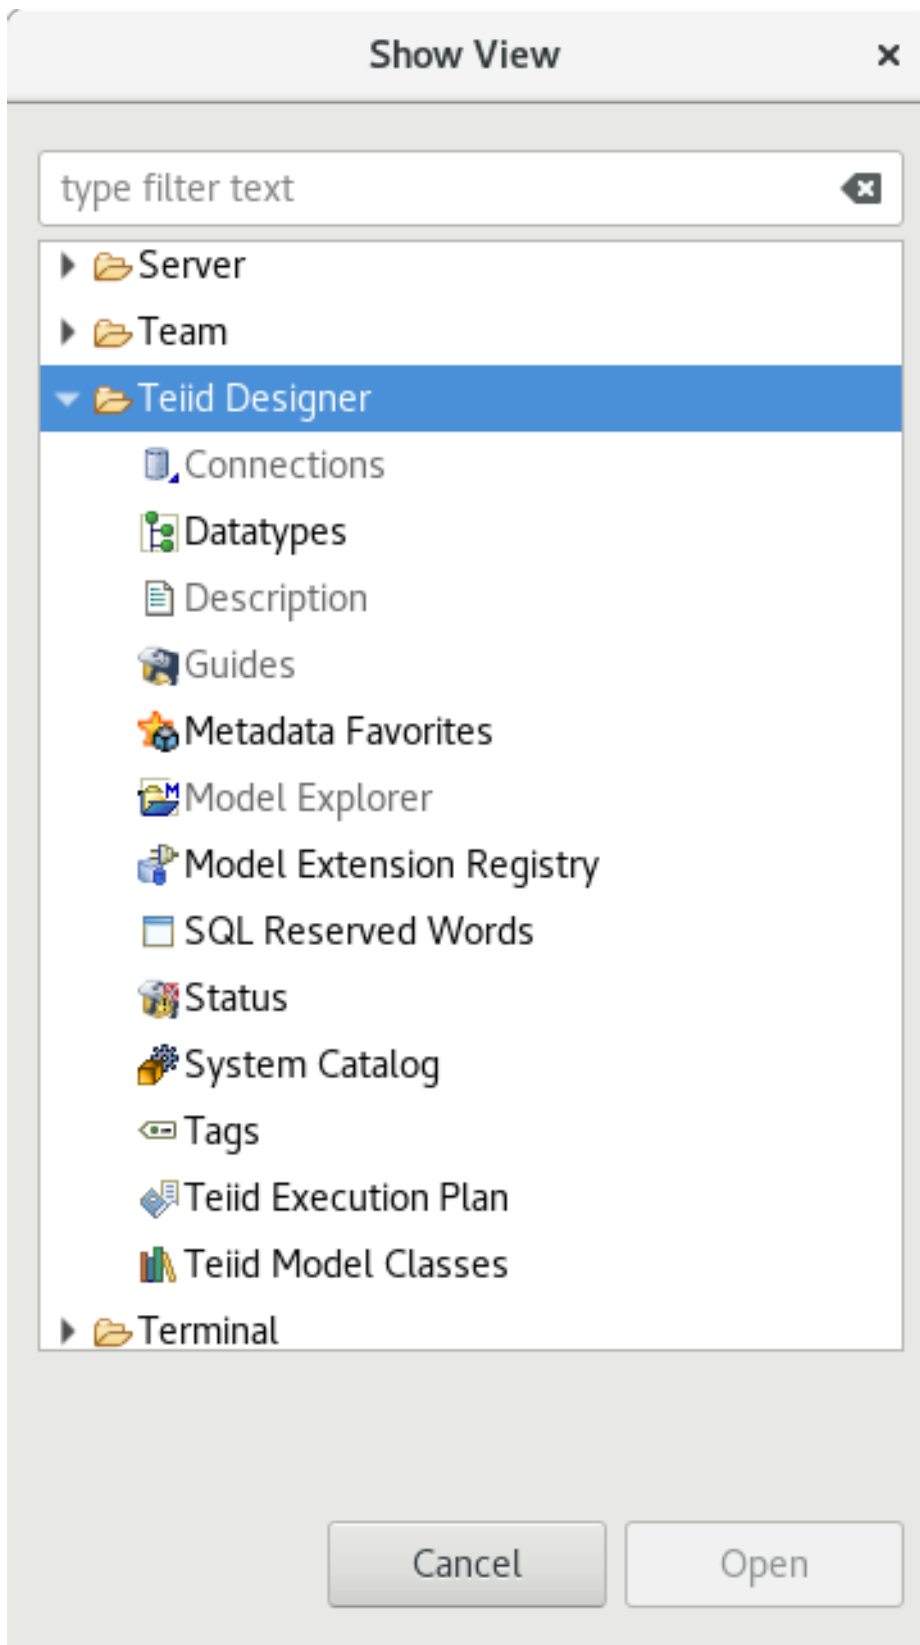 Show View
type filter text
Server
Team
Teiid Designer
Connections
Datatypes
Description
Guides
Metadata Favorites
Model Explorer
Model Extension Registry
SQL Reserved Words
Status
System Catalog
Tags
Teiid Execution Plan
Teiid Model Classes
Terminal
Cancel Open